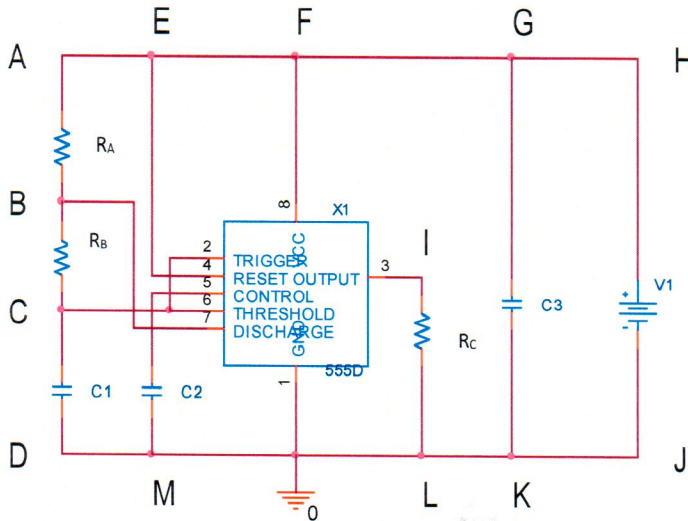 E F G
A H
RA
8 X1
B
RB
VCC
I
2 TRIGGER
4 RESET OUTPUT 3
5 CONTROL
6 THRESHOLD
7 DISCHARGE
C
GND
C3
V1
+
-
RC
555D
1
C1 C2
D J
M L K
0